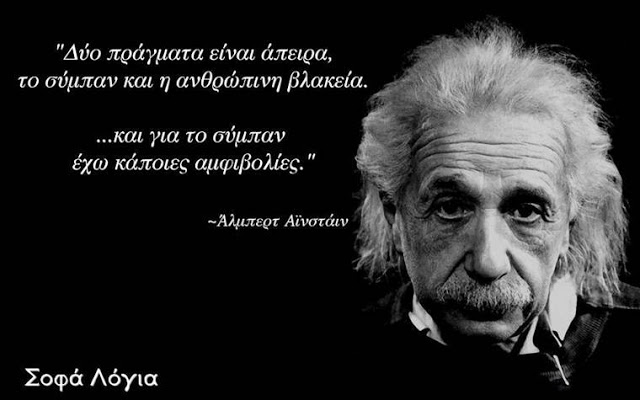 "Δύο πράγματα είναι άπειρα,
το σύμπαν και η ανθρώπινη βλακεία.
...και για το σύμπαν
έχω κάποιες αμφιβολίες."
~Άλμπερτ Αϊνστάιν
Σοφά Λόγια